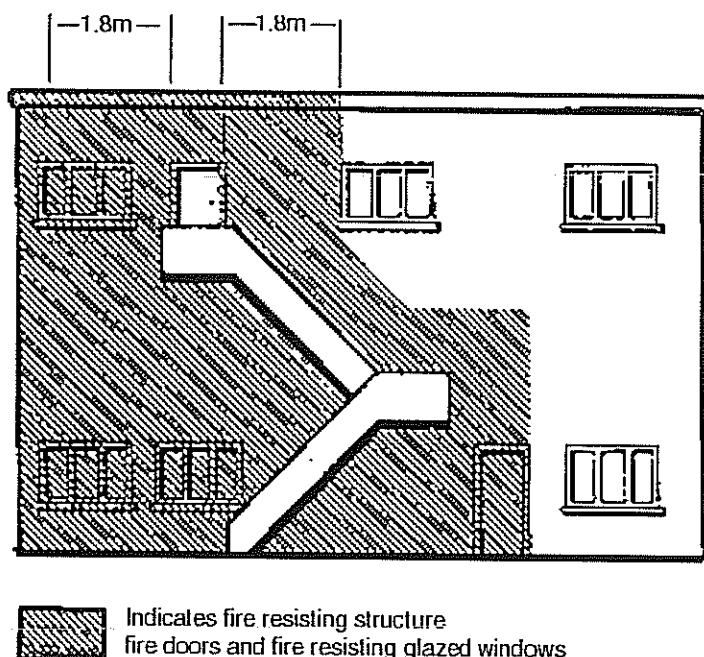 1.8m 1.8m
Indicates fire resisting structure
fire doors and fire resisting glazed windows